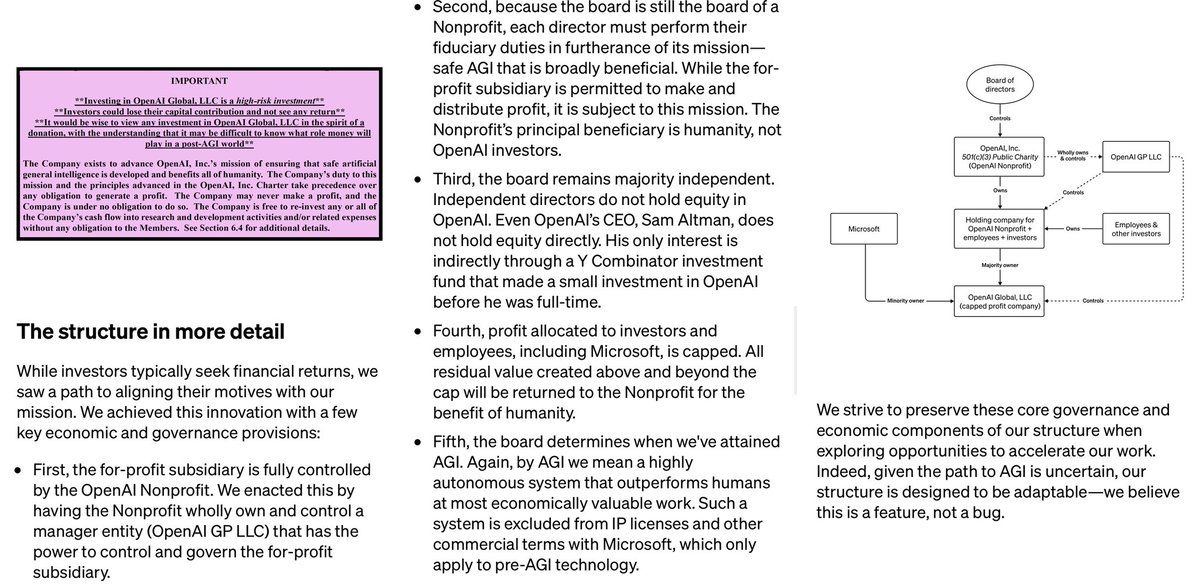 IMPORTANT
**Investing in OpenAI Global, LLC is a high-risk investment**
**Investors could lose their capital contribution and not see any return**
**It would be wise to view any investment in OpenAI Global, LLC in the spirit of a
donation, with the understanding that it may be difficult to know what role money will
play in a post-AGI world**
The Company exists to advance OpenAI, Inc.'s mission of ensuring that safe artificial
general intelligence is developed and benefits all of humanity. The Company's duty to this
mission and the principles advanced in the OpenAI, Inc. Charter take precedence over
any obligation to generate a profit. The Company may never make a profit, and the
Company is under no obligation to do so. The Company is free to re-invest any or all of
the Company's cash flow into research and development activities and/or related expenses
without any obligation to the Members. See Section 6.4 for additional details.
The structure in more detail
While investors typically seek financial returns, we
saw a path to aligning their motives with our
mission. We achieved this innovation with a few
key economic and governance provisions:
• First, the for-profit subsidiary is fully controlled
by the OpenAI Nonprofit. We enacted this by
having the Nonprofit wholly own and control a
manager entity (OpenAI GP LLC) that has the
power to control and govern the for-profit
subsidiary.
• Second, because the board is still the board of a
Nonprofit, each director must perform their
fiduciary duties in furtherance of its mission—
safe AGI that is broadly beneficial. While the for-
profit subsidiary is permitted to make and
distribute profit, it is subject to this mission. The
Nonprofit's principal beneficiary is humanity, not
OpenAI investors.
• Third, the board remains majority independent.
Independent directors do not hold equity in
OpenAI. Even OpenAI's CEO, Sam Altman, does
not hold equity directly. His only interest is
indirectly through a Y Combinator investment
fund that made a small investment in OpenAI
before he was full-time.
• Fourth, profit allocated to investors and
employees, including Microsoft, is capped. All
residual value created above and beyond the
cap will be returned to the Nonprofit for the
benefit of humanity.
• Fifth, the board determines when we've attained
AGI. Again, by AGI we mean a highly
autonomous system that outperforms humans
at most economically valuable work. Such a
system is excluded from IP licenses and other
commercial terms with Microsoft, which only
apply to pre-AGI technology.
Board of
directors
Controls
OpenAI, Inc.
501(c)(3) Public Charity
(OpenAI Nonprofit)
Wholly owns
& controls
OpenAI GP LLC
Owns
Controls
Microsoft
Holding company for
OpenAI Nonprofit +
employees + investors
Owns
Employees &
other investors
Majority owner
Minority owner
OpenAI Global, LLC
(capped profit company)
Controls
We strive to preserve these core governance and
economic components of our structure when
exploring opportunities to accelerate our work.
Indeed, given the path to AGI is uncertain, our
structure is designed to be adaptable—we believe
this is a feature, not a bug.